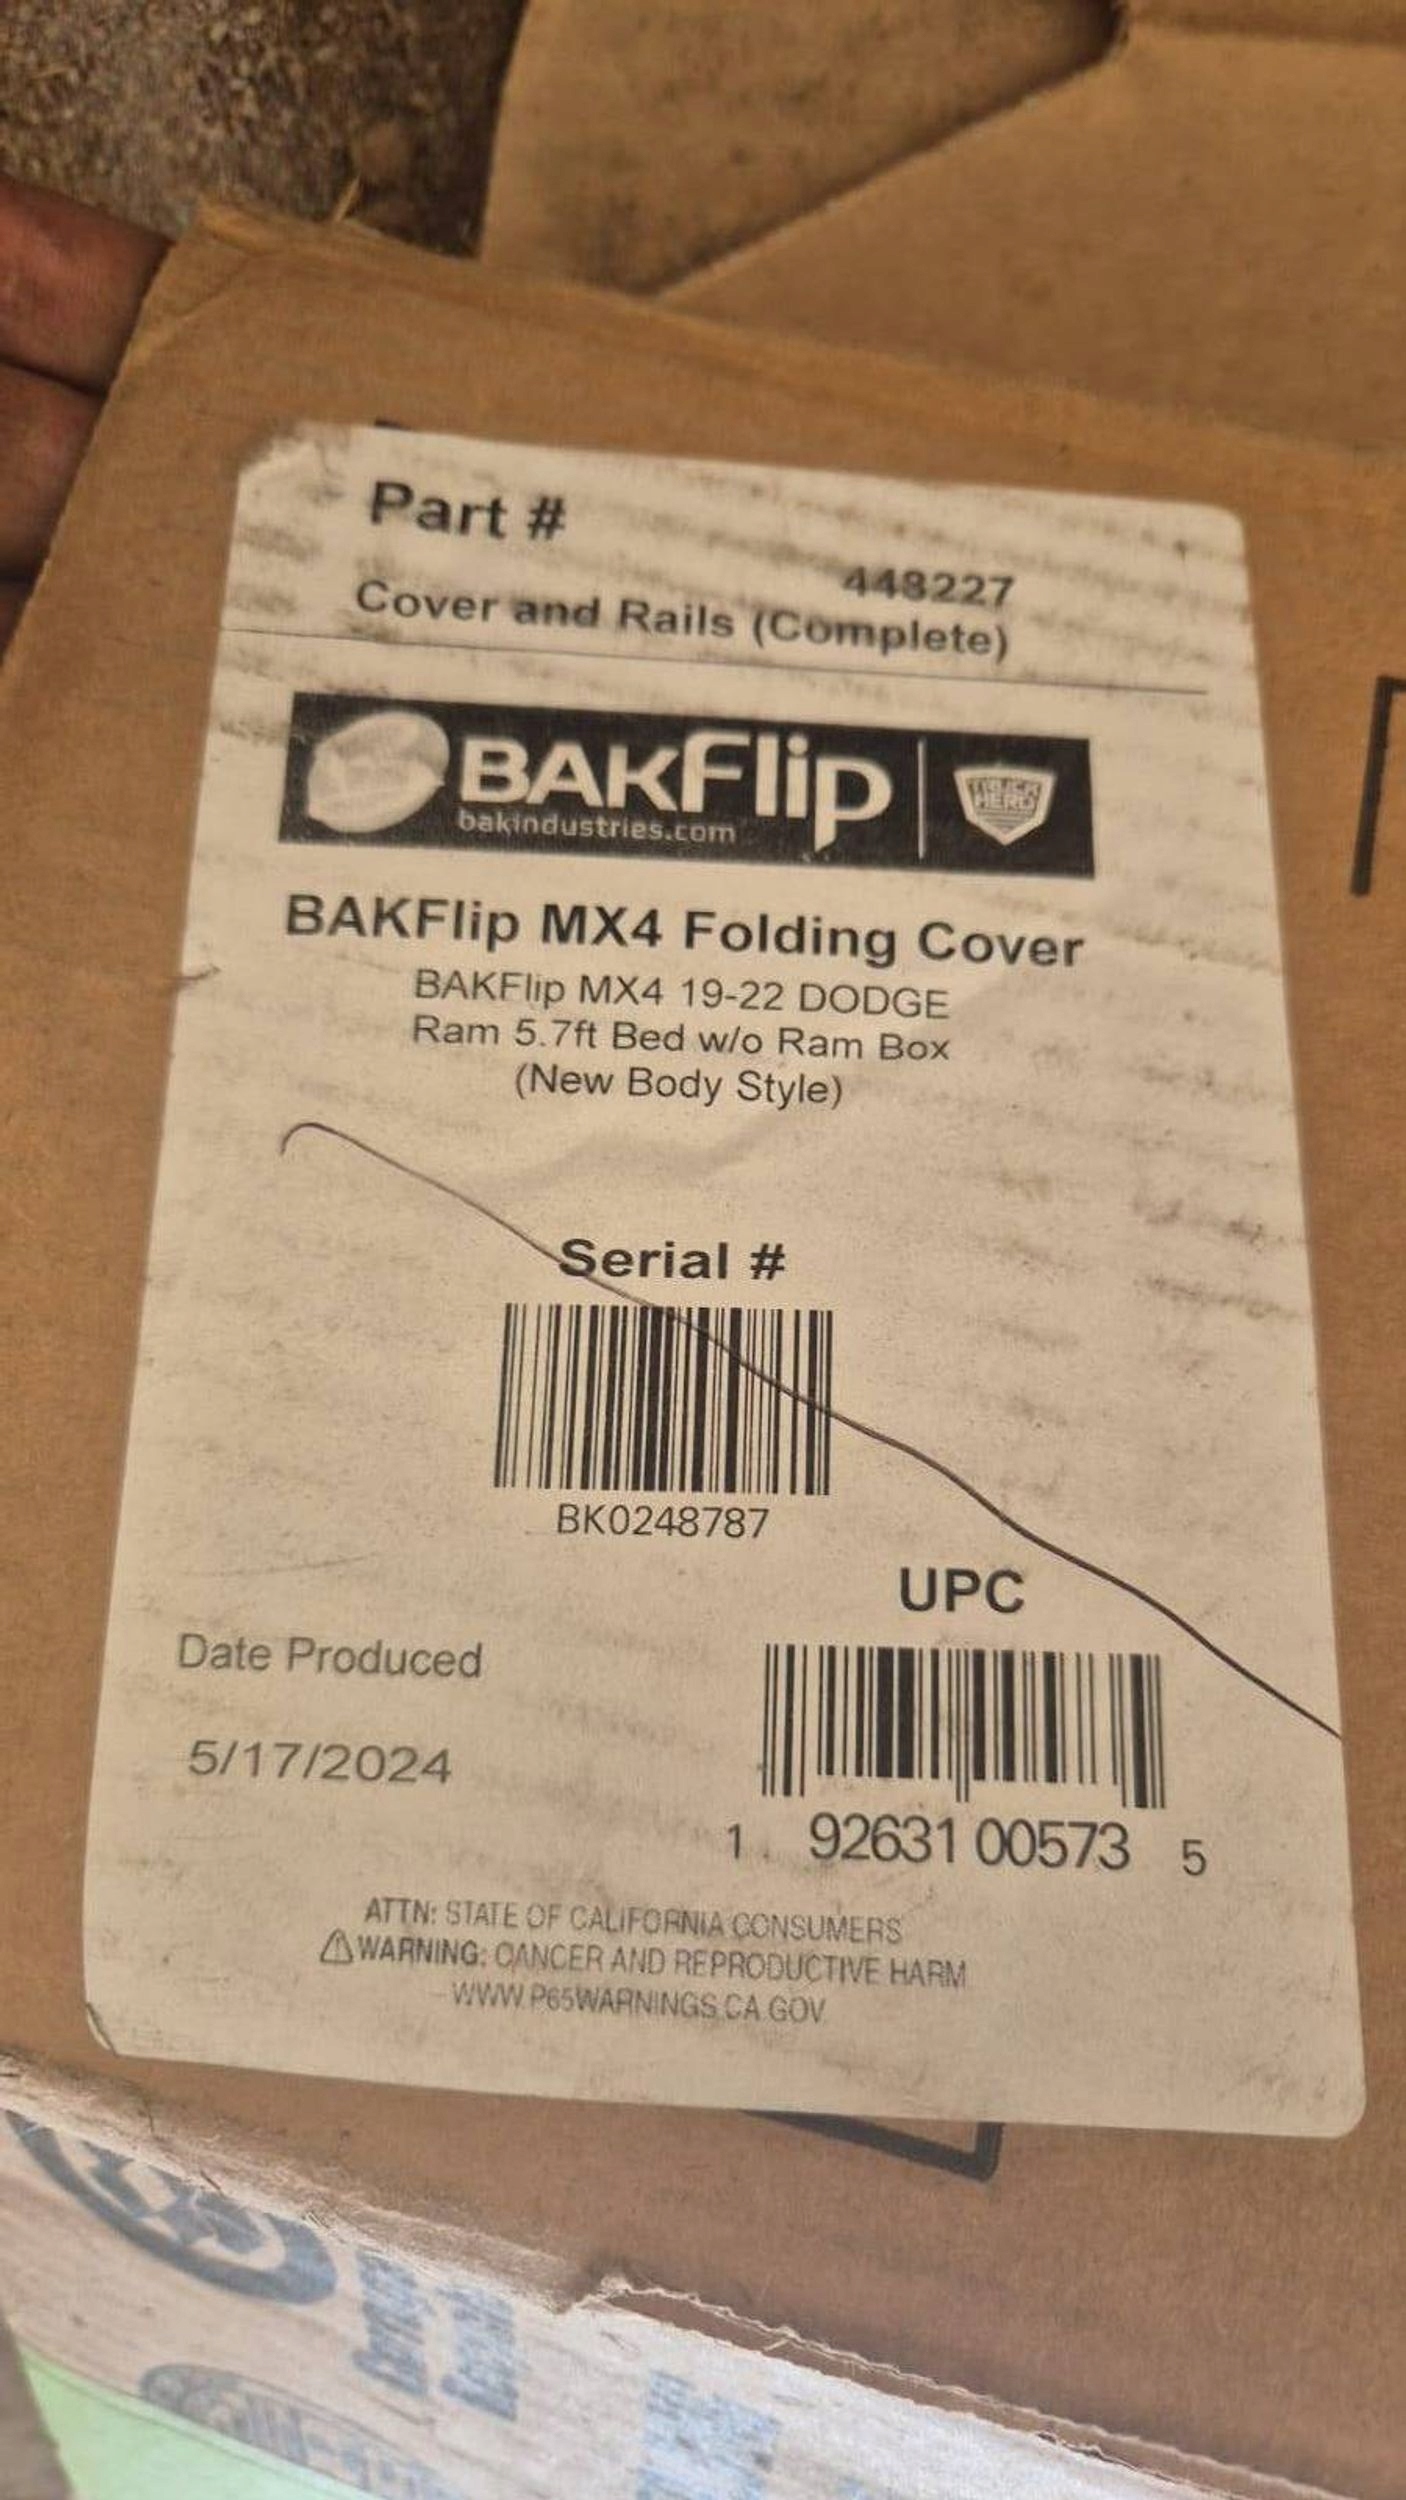 Part #
448227
Cover and Rails (Complete)
BAKFlip
bakindustries.com
TRUCK
HERO
BAKFlip MX4 Folding Cover
BAKFlip MX4 19-22 DODGE
Ram 5.7ft Bed w/o Ram Box
(New Body Style)
Serial #
BK0248787
UPC
Date Produced
5/17/2024
1 92631 00573 5
ATTN: STATE OF CALIFORNIA CONSUMERS
WARNING: CANCER AND REPRODUCTIVE HARM
WWW.P65WARNINGS.CA.GOV